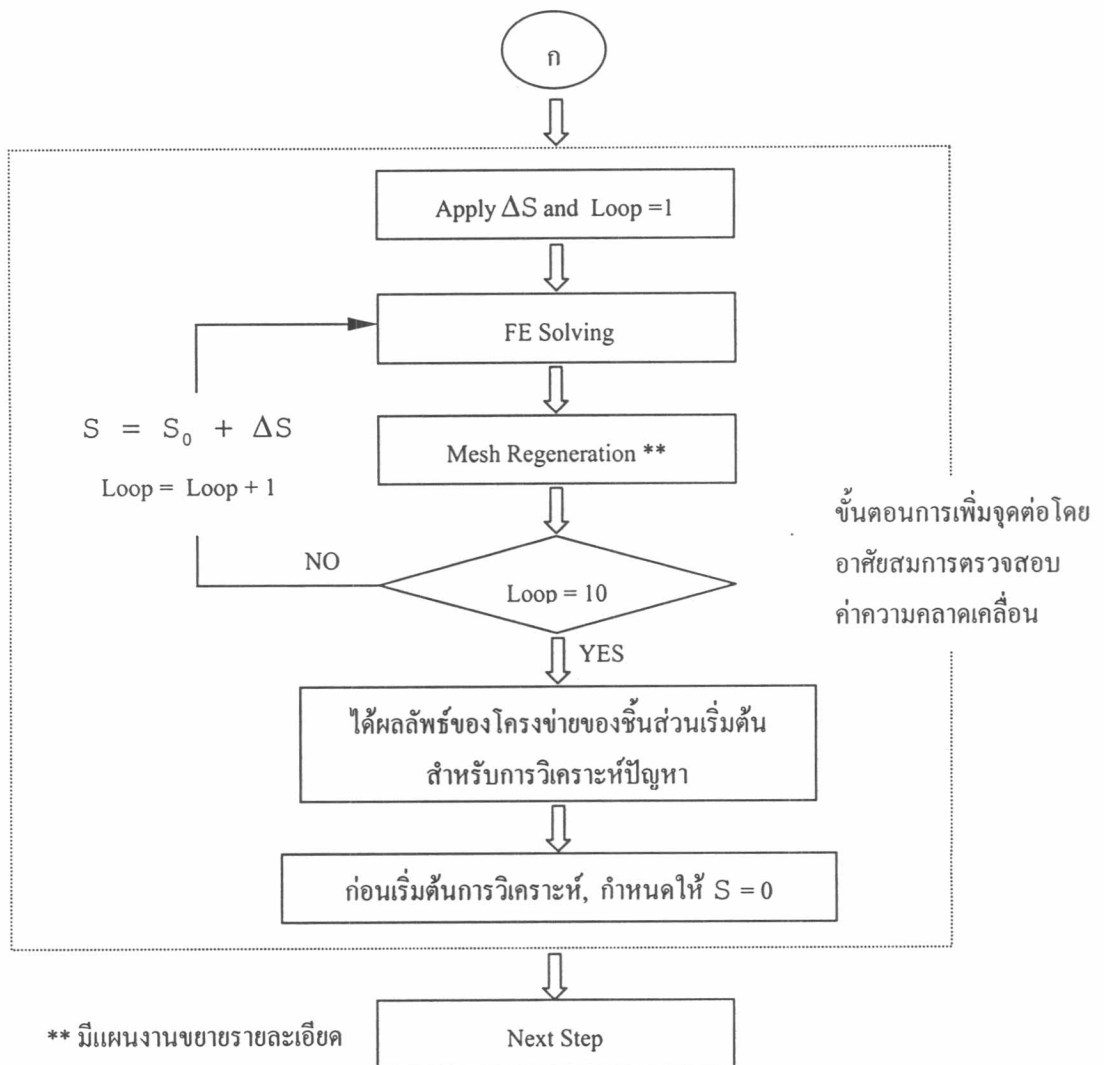 ก
Apply ΔS and Loop =1
FE Solving
S = S₀ + ΔS
Loop = Loop + 1
Mesh Regeneration **
ขั้นตอนการเพิ่มจุดต่อโดย
อาศัยสมการตรวจสอบ
ค่าความคลาดเคลื่อน
NO
Loop = 10
YES
ได้ผลลัพธ์ของโครงข่ายของชิ้นส่วนเริ่มต้น
สำหรับการวิเคราะห์ปัญหา
ก่อนเริ่มต้นการวิเคราะห์, กำหนดให้ S = 0
** มีแผนงานขยายรายละเอียด
Next Step